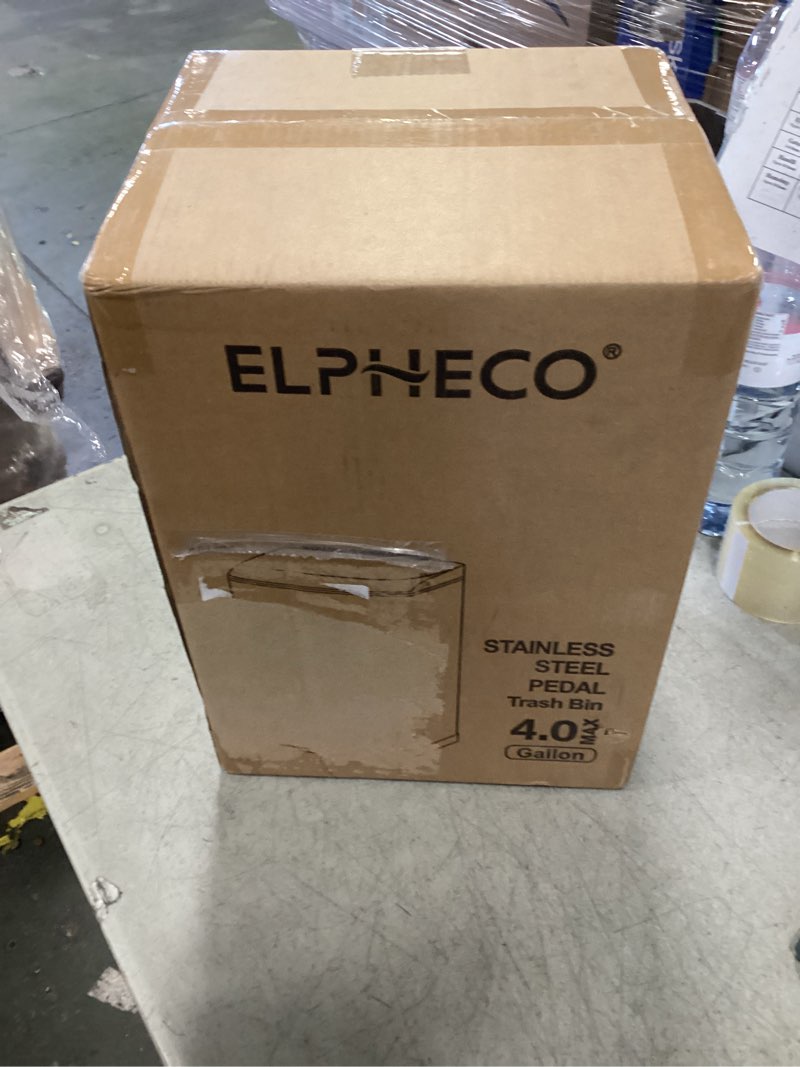 ELPHECO®
STAINLESS
STEEL
PEDAL
Trash Bin
4.0 MAX
Gallon